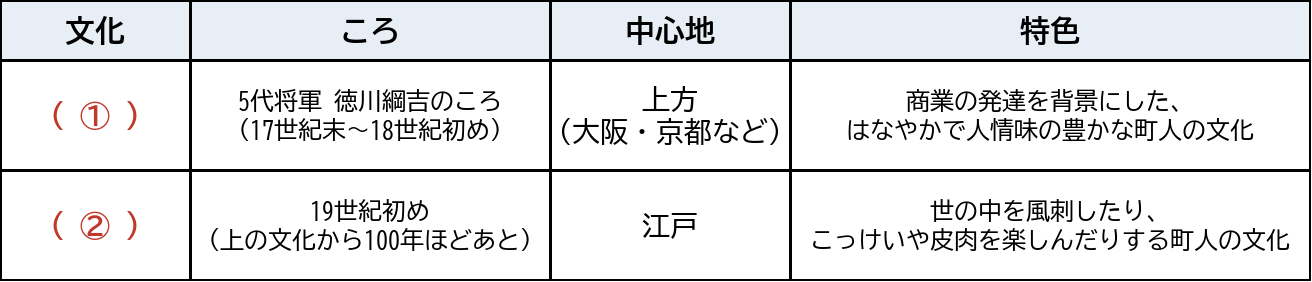 文化
ころ
中心地
特色
（ ① ）
5代将軍 徳川綱吉のころ
（17世紀末～18世紀初め）
上方
（大阪・京都など）
商業の発達を背景にした、
はなやかで人情味の豊かな町人の文化
（ ② ）
19世紀初め
（上の文化から100年ほどあと）
江戸
世の中を風刺したり、
こっけいや皮肉を楽しんだりする町人の文化